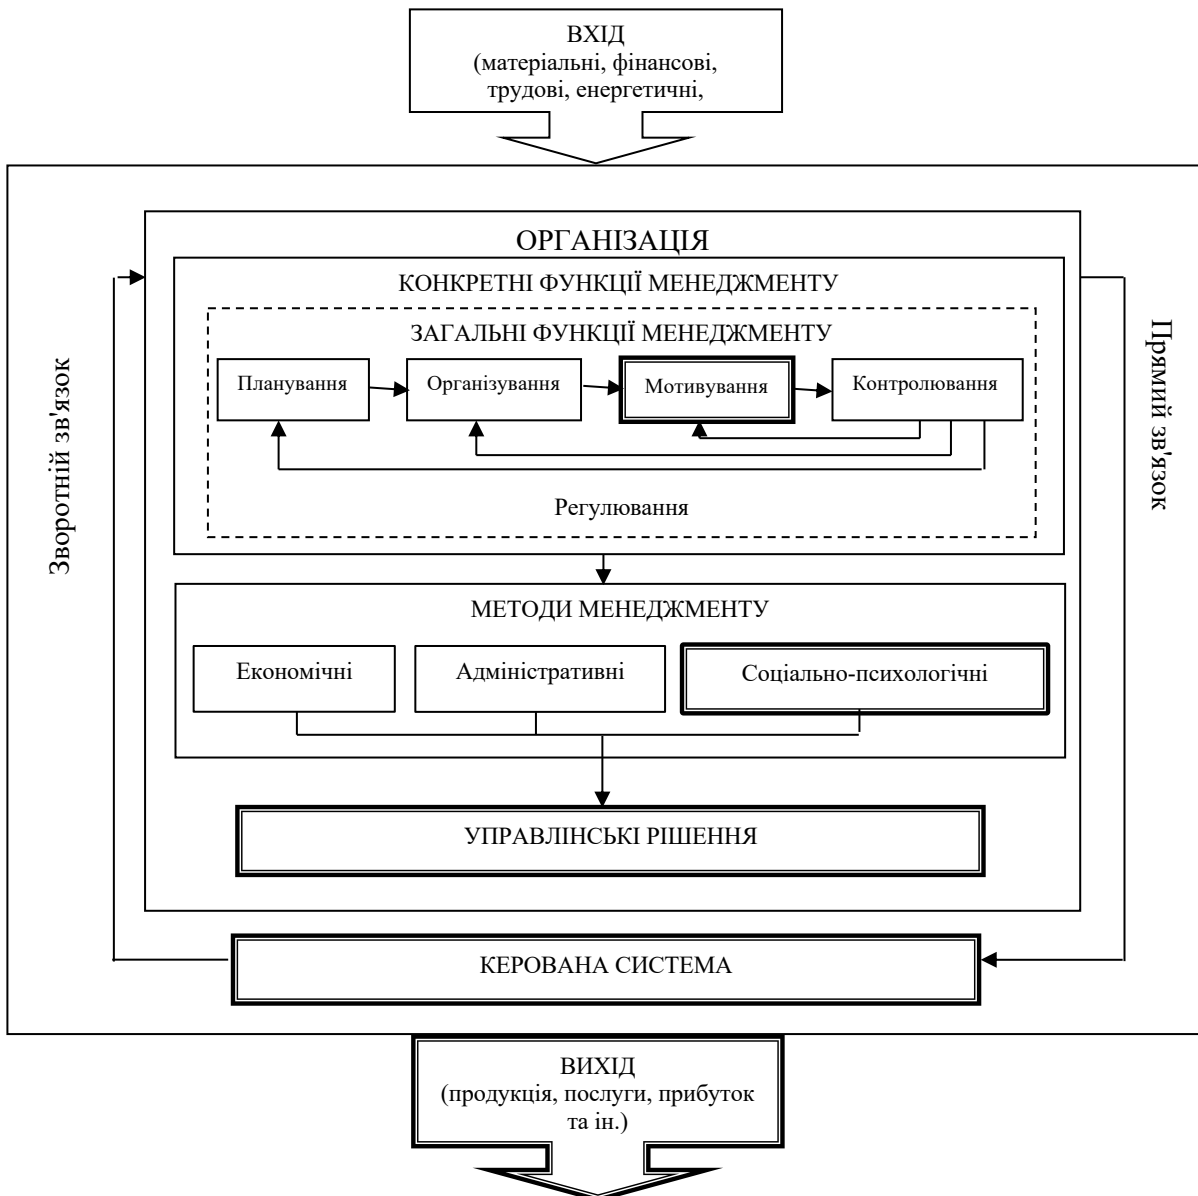 ВХІД
(матеріальні, фінансові,
трудові, енергетичні,
ОРГАНІЗАЦІЯ
КОНКРЕТНІ ФУНКЦІЇ МЕНЕДЖМЕНТУ
ЗАГАЛЬНІ ФУНКЦІЇ МЕНЕДЖМЕНТУ
Планування
Організування
Мотивування
Контролювання
Регулювання
Зворотній зв'язок
Прямий зв'язок
МЕТОДИ МЕНЕДЖМЕНТУ
Економічні
Адміністративні
Соціально-психологічні
УПРАВЛІНСЬКІ РІШЕННЯ
КЕРОВАНА СИСТЕМА
ВИХІД
(продукція, послуги, прибуток
та ін.)